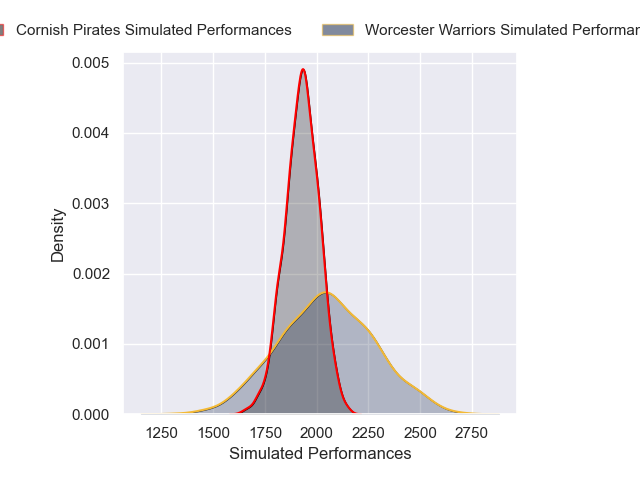 Cornish Pirates Simulated Performances
Worcester Warriors Simulated
0.005
0.004
0.003
0.002
0.001
0.000
Density
1250 1500 1750 2000 2250 2500 2750
Simulated Performances